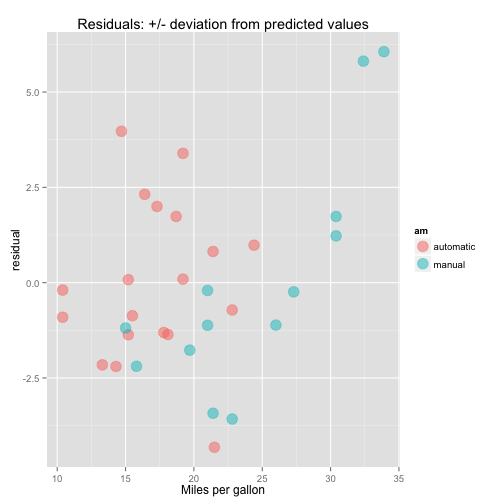 Residuals: +/- deviation from predicted values
residual
5.0
2.5
0.0
-2.5
10 15 20 25 30 35
Miles per gallon
am
automatic
manual